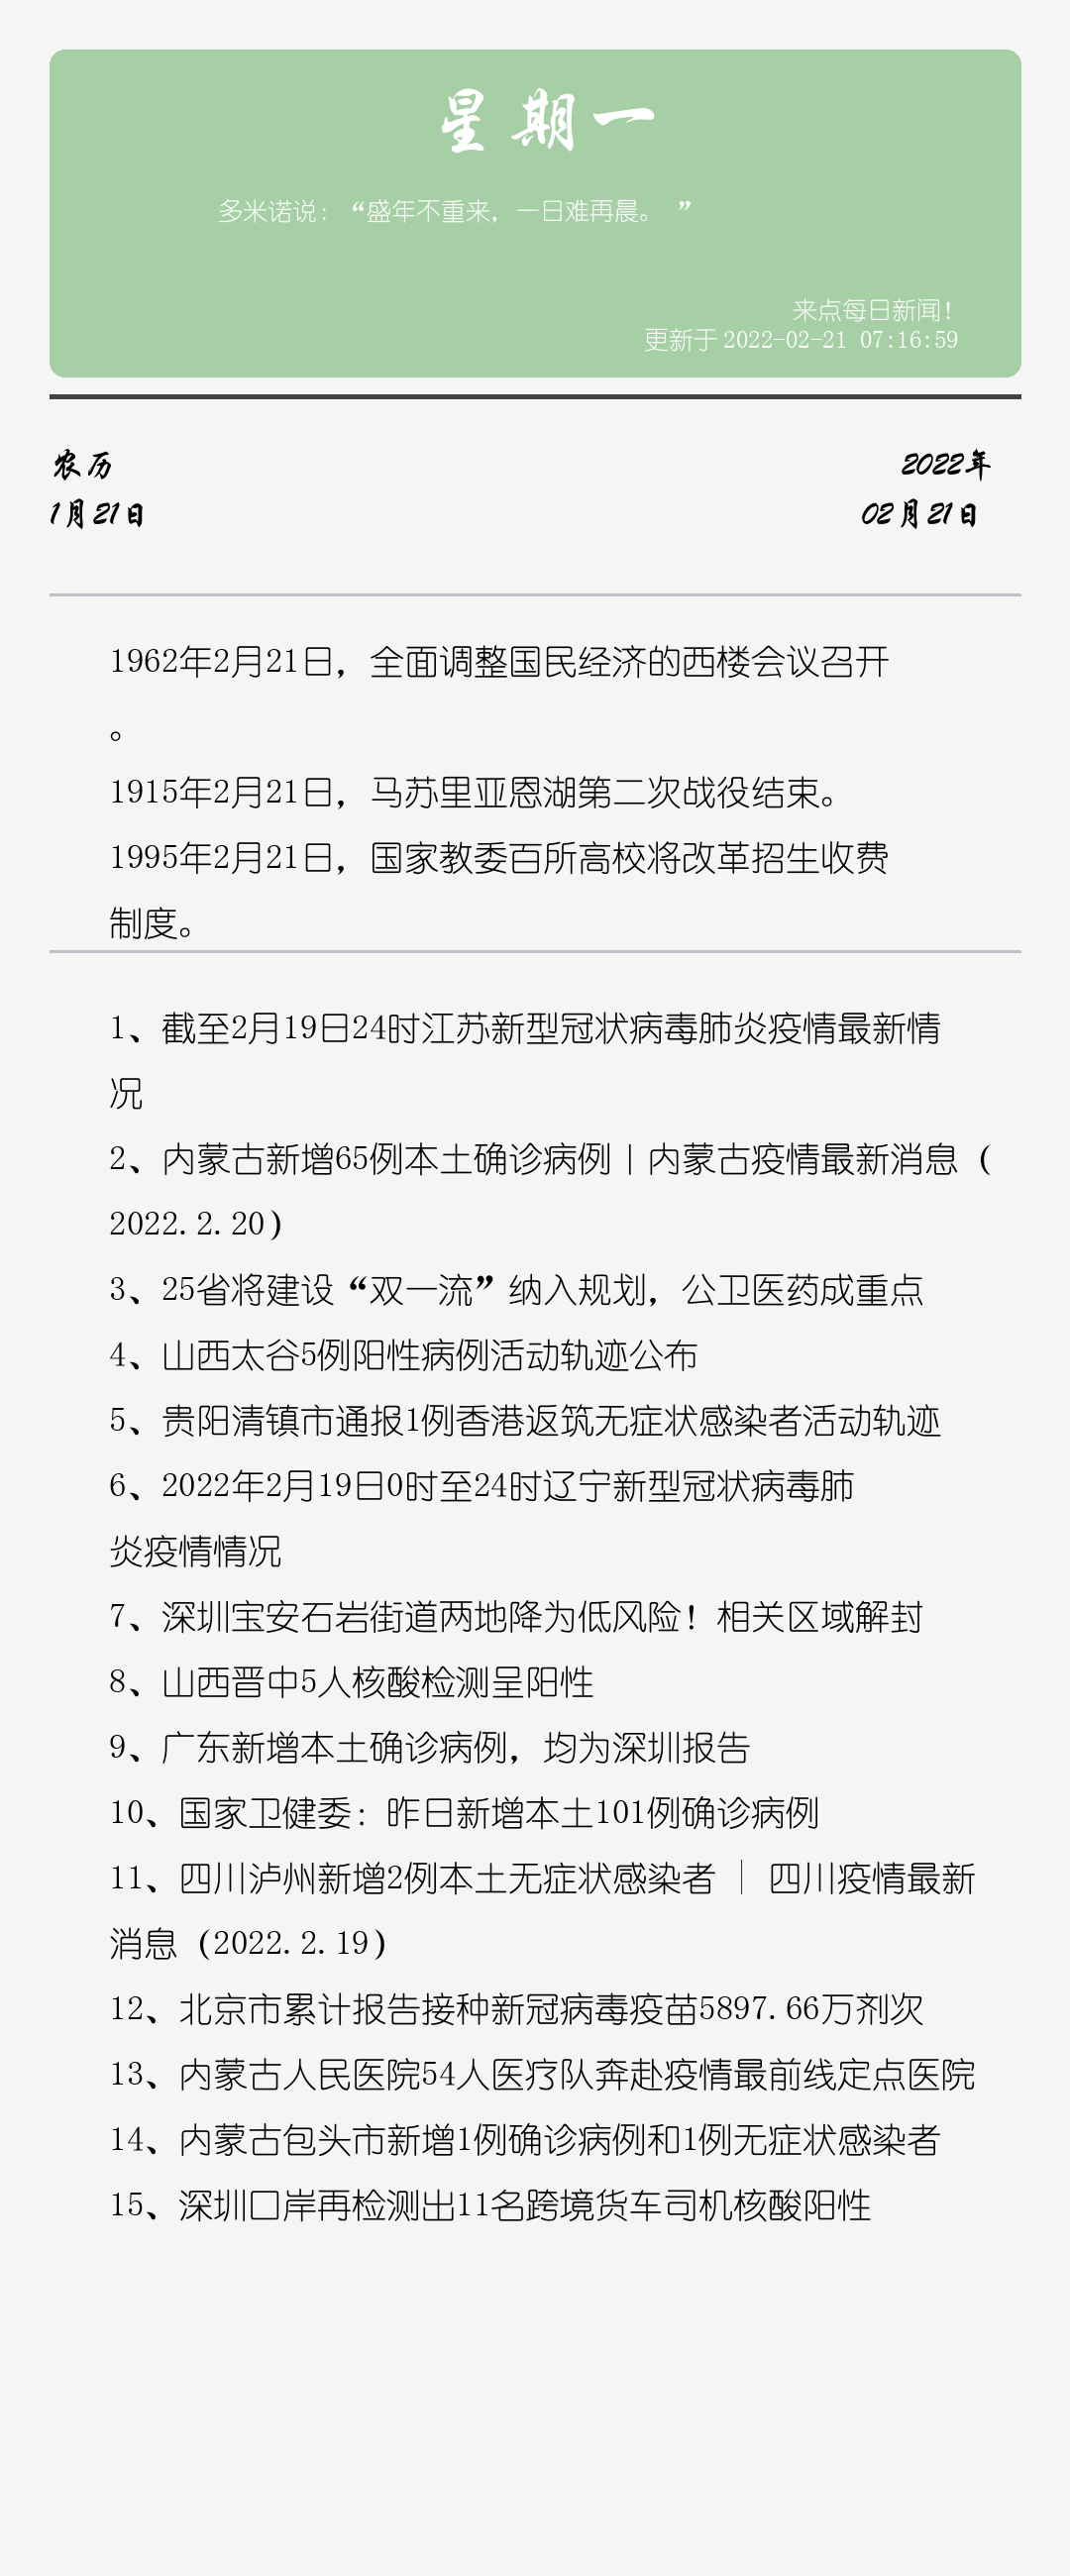 星期一
多米诺说：“盛年不重来，一日难再晨。 ”
来点每日新闻！
更新于 2022-02-21 07:16:59
农历
2022年
1月21日
02月21日
1962年2月21日，全面调整国民经济的西楼会议召开
。
1915年2月21日，马苏里亚恩湖第二次战役结束。
1995年2月21日，国家教委百所高校将改革招生收费
制度。
1、截至2月19日24时江苏新型冠状病毒肺炎疫情最新情
况
2、内蒙古新增65例本土确诊病例丨内蒙古疫情最新消息（
2022.2.20）
3、25省将建设“双一流”纳入规划，公卫医药成重点
4、山西太谷5例阳性病例活动轨迹公布
5、贵阳清镇市通报1例香港返筑无症状感染者活动轨迹
6、2022年2月19日0时至24时辽宁新型冠状病毒肺
炎疫情情况
7、深圳宝安石岩街道两地降为低风险！相关区域解封
8、山西晋中5人核酸检测呈阳性
9、广东新增本土确诊病例，均为深圳报告
10、国家卫健委：昨日新增本土101例确诊病例
11、四川泸州新增2例本土无症状感染者 │ 四川疫情最新
消息（2022.2.19）
12、北京市累计报告接种新冠病毒疫苗5897.66万剂次
13、内蒙古人民医院54人医疗队奔赴疫情最前线定点医院
14、内蒙古包头市新增1例确诊病例和1例无症状感染者
15、深圳口岸再检测出11名跨境货车司机核酸阳性